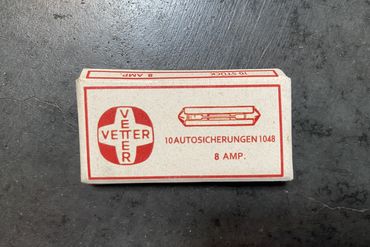 10 STÜCK
8 AMP.
VETTER
VETTER
10 AUTOSICHERUNGEN 1048
8 AMP.